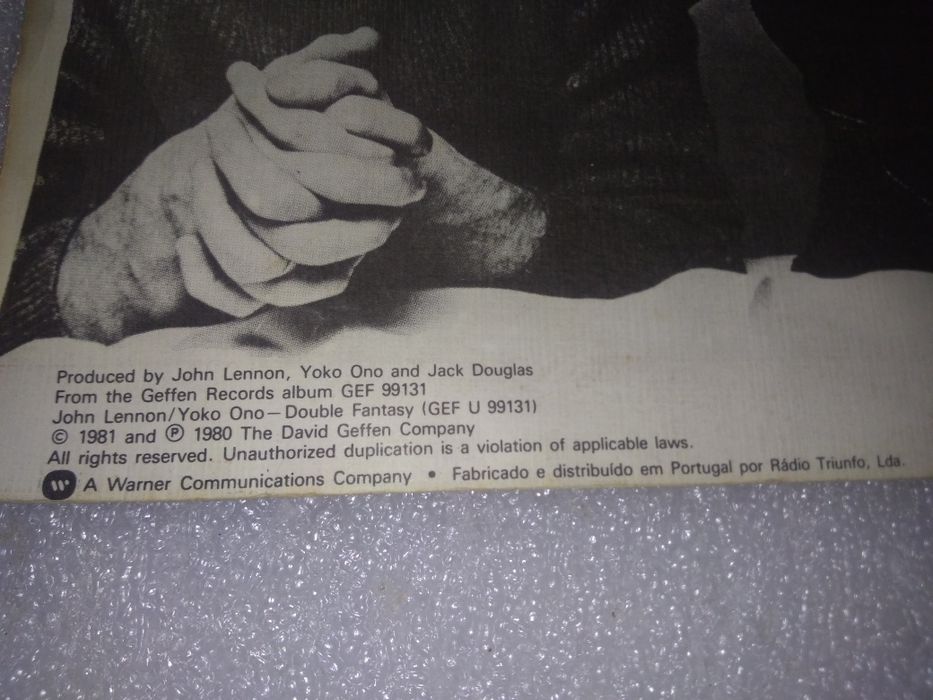 Produced by John Lennon, Yoko Ono and Jack Douglas
From the Geffen Records album GEF 99131
John Lennon/Yoko Ono—Double Fantasy (GEF U 99131)
© 1981 and ℗ 1980 The David Geffen Company
All rights reserved. Unauthorized duplication is a violation of applicable laws.
A Warner Communications Company • Fabricado e distribuído em Portugal por Rádio Triunfo, Lda.